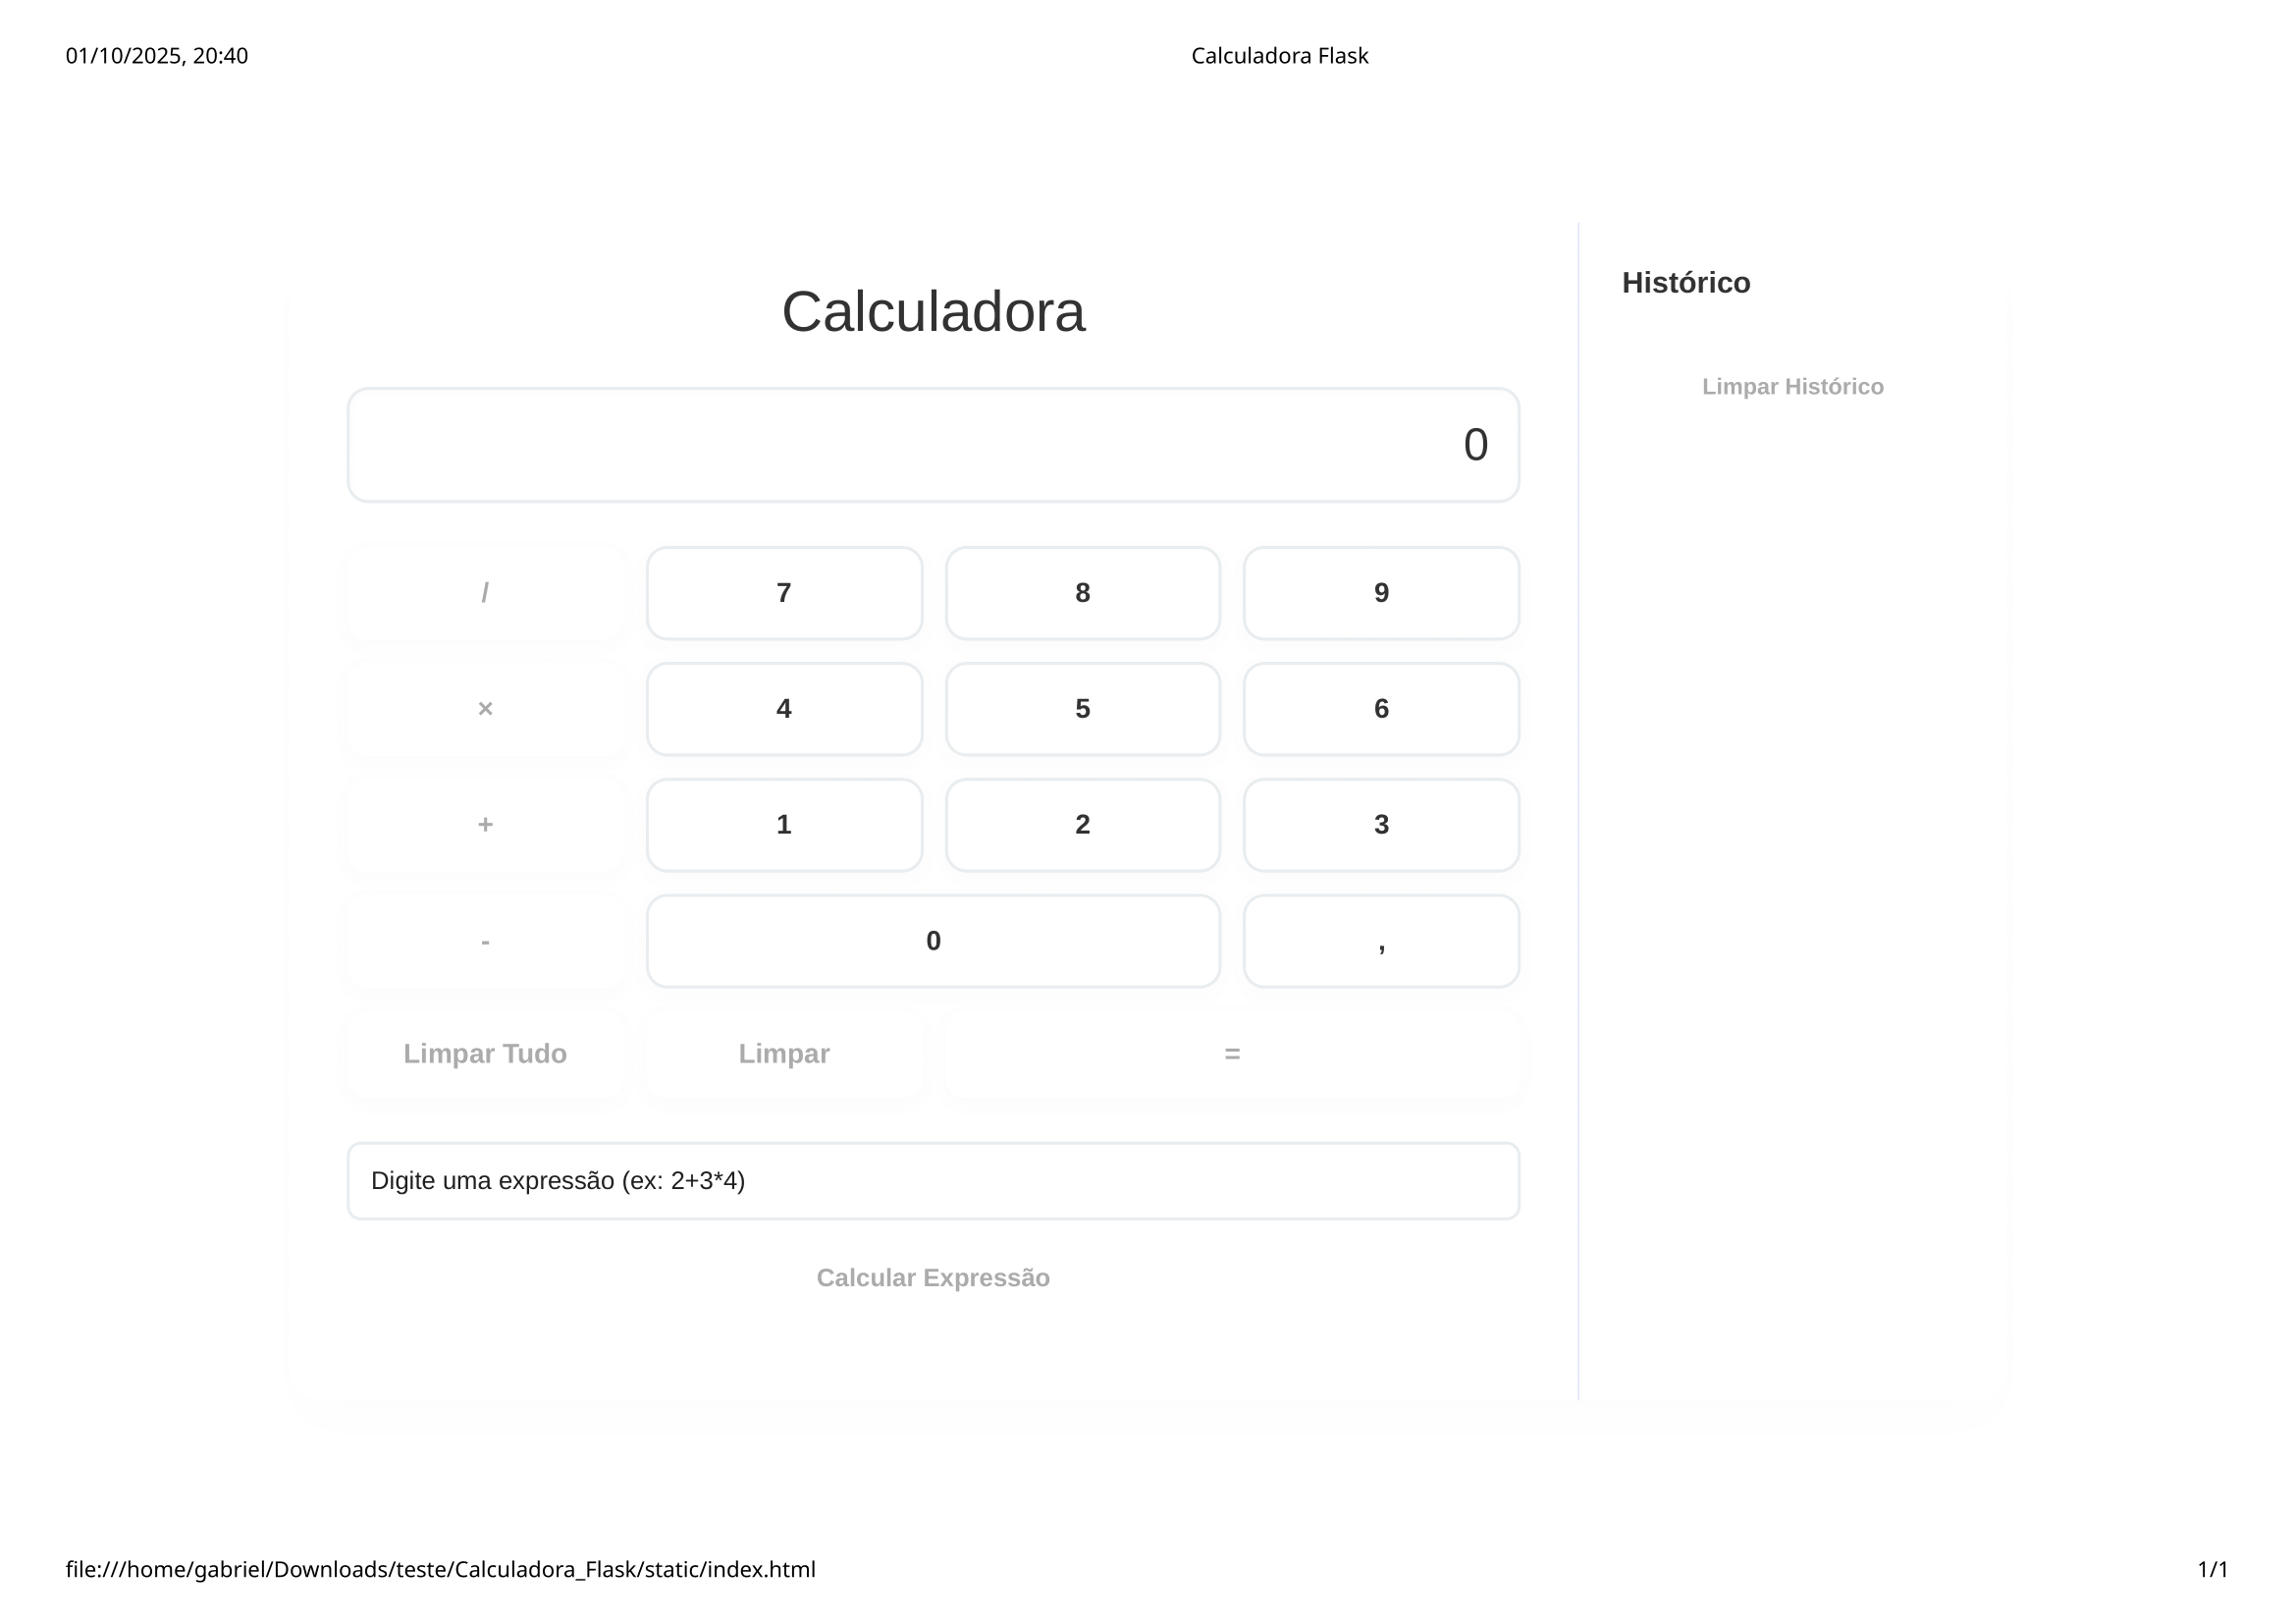 01/10/2025, 20:40 Calculadora Flask
Calculadora
0
/ 7 8 9
× 4 5 6
+ 1 2 3
- 0 ,
Limpar Tudo Limpar =
Digite uma expressão (ex: 2+3*4)
Calcular Expressão
Histórico
Limpar Histórico
file:///home/gabriel/Downloads/teste/Calculadora_Flask/static/index.html 1/1